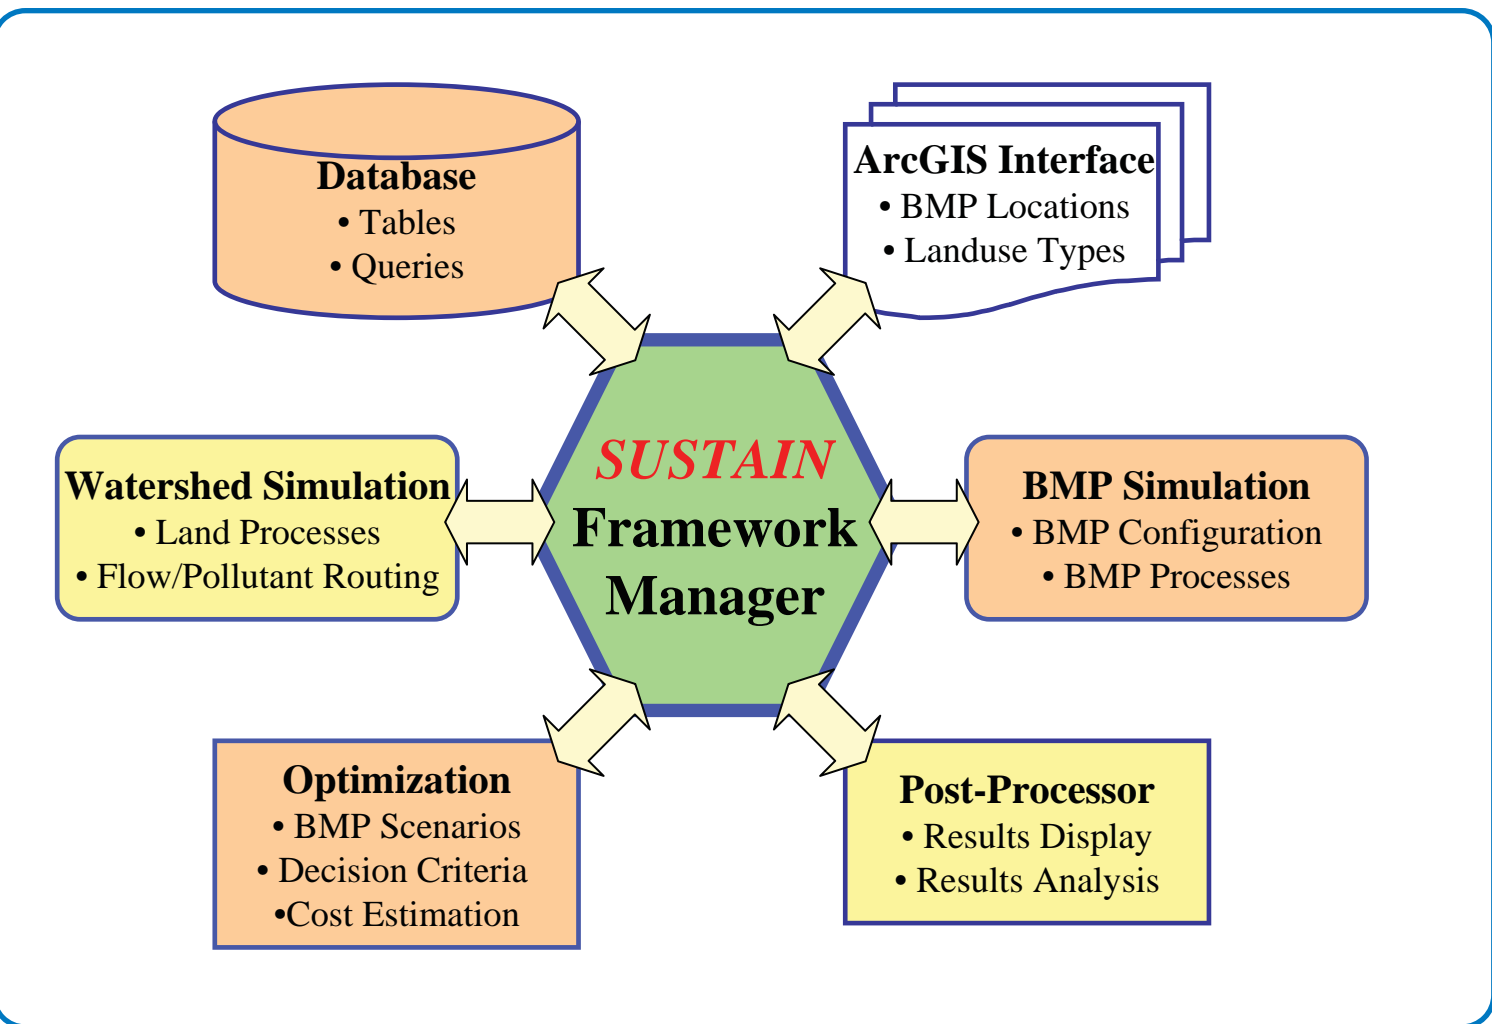 Database
• Tables
• Queries
ArcGIS Interface
• BMP Locations
• Landuse Types
Watershed Simulation
• Land Processes
• Flow/Pollutant Routing
SUSTAIN
Framework
Manager
BMP Simulation
• BMP Configuration
• BMP Processes
Optimization
• BMP Scenarios
• Decision Criteria
•Cost Estimation
Post-Processor
• Results Display
• Results Analysis